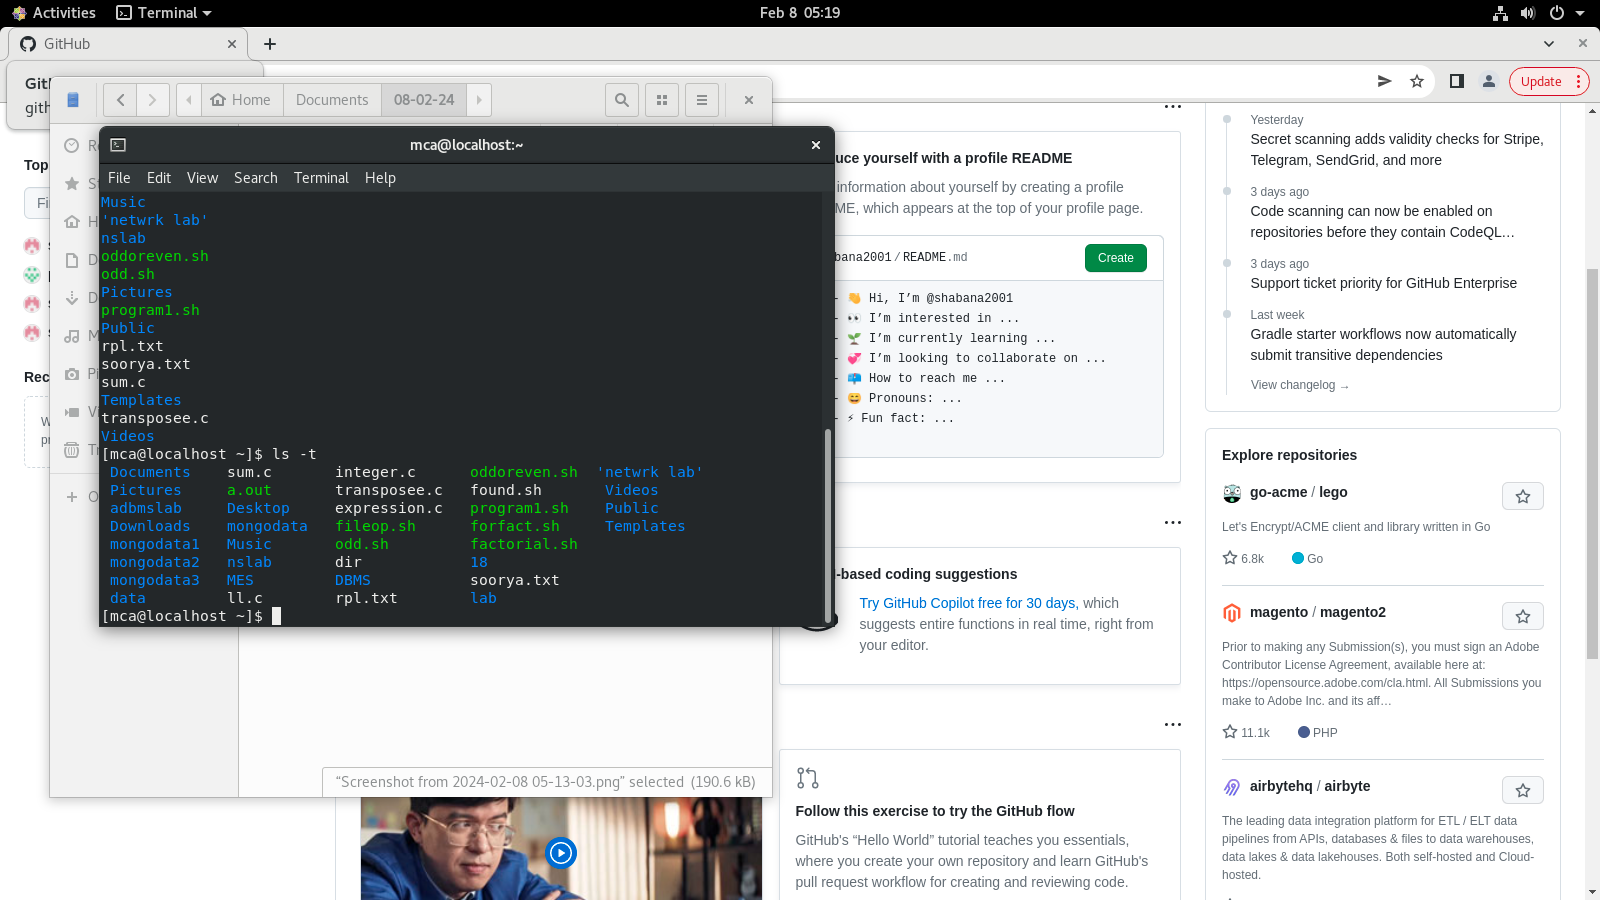 Activities
Terminal
Feb 8 05:19
GitHub
Update
Home
Documents
08-02-24
mca@localhost:~
File Edit View Search Terminal Help
Music
'netwrk lab'
nslab
oddoreven.sh
odd.sh
Pictures
program1.sh
Public
rpl.txt
soorya.txt
sum.c
Templates
transposee.c
Videos
[mca@localhost ~]$ ls -t
Documents sum.c integer.c oddoreven.sh 'netwrk lab'
Pictures a.out transposee.c found.sh Videos
adbmslab Desktop expression.c program1.sh Public
Downloads mongodata fileop.sh forfact.sh Templates
mongodata1 Music odd.sh factorial.sh
mongodata2 nslab dir 18
mongodata3 MES DBMS soorya.txt
data ll.c rpl.txt lab
[mca@localhost ~]$
“Screenshot from 2024-02-08 05-13-03.png” selected (190.6 kB)
Top
uce yourself with a profile README
information about yourself by creating a profile
ME, which appears at the top of your profile page.
bana2001/README.md
Create
- 👋 Hi, I’m @shabana2001
- 👀 I’m interested in ...
- 🌱 I’m currently learning ...
- 💞️ I’m looking to collaborate on ...
- 📫 How to reach me ...
- 😄 Pronouns: ...
- ⚡ Fun fact: ...
-based coding suggestions
Try GitHub Copilot free for 30 days, which
suggests entire functions in real time, right from
your editor.
Follow this exercise to try the GitHub flow
GitHub's “Hello World” tutorial teaches you essentials,
where you create your own repository and learn GitHub's
pull request workflow for creating and reviewing code.
Yesterday
Secret scanning adds validity checks for Stripe,
Telegram, SendGrid, and more
3 days ago
Code scanning can now be enabled on
repositories before they contain CodeQL…
3 days ago
Support ticket priority for GitHub Enterprise
Last week
Gradle starter workflows now automatically
submit transitive dependencies
View changelog →
Explore repositories
go-acme / lego
Let's Encrypt/ACME client and library written in Go
6.8k
Go
magento / magento2
Prior to making any Submission(s), you must sign an Adobe
Contributor License Agreement, available here at:
https://opensource.adobe.com/cla.html. All Submissions you
make to Adobe Inc. and its aff…
11.1k
PHP
airbytehq / airbyte
The leading data integration platform for ETL / ELT data
pipelines from APIs, databases & files to data warehouses,
data lakes & data lakehouses. Both self-hosted and Cloud-
hosted.